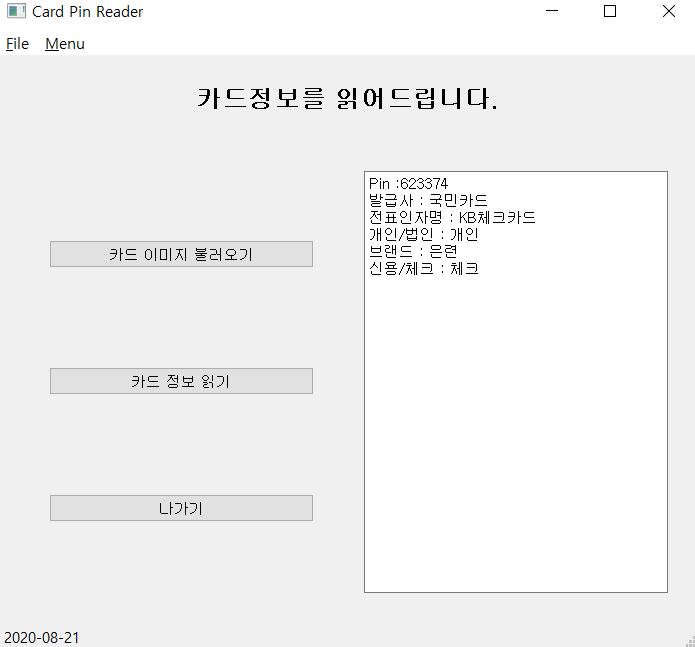 Card Pin Reader
File Menu
카드정보를 읽어드립니다.
Pin :623374
발급사 : 국민카드
전표인자명 : KB체크카드
개인/법인 : 개인
브랜드 : 은련
신용/체크 : 체크
카드 이미지 불러오기
카드 정보 읽기
나가기
2020-08-21